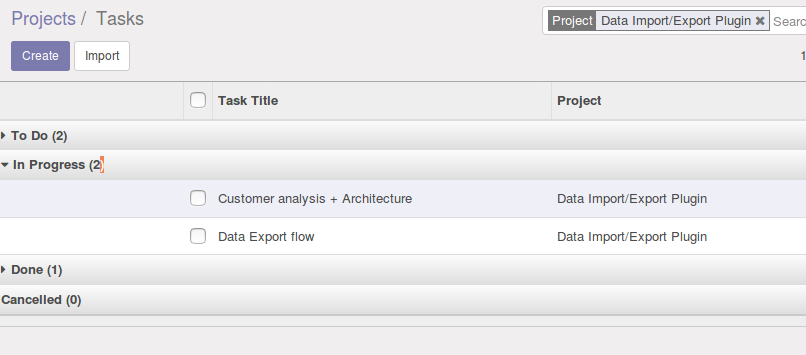 Projects / Tasks
Project Data Import/Export Plugin ✖ Searc
Create Import
1
Task Title Project
To Do (2)
In Progress (2)
Customer analysis + Architecture Data Import/Export Plugin
Data Export flow Data Import/Export Plugin
Done (1)
Cancelled (0)